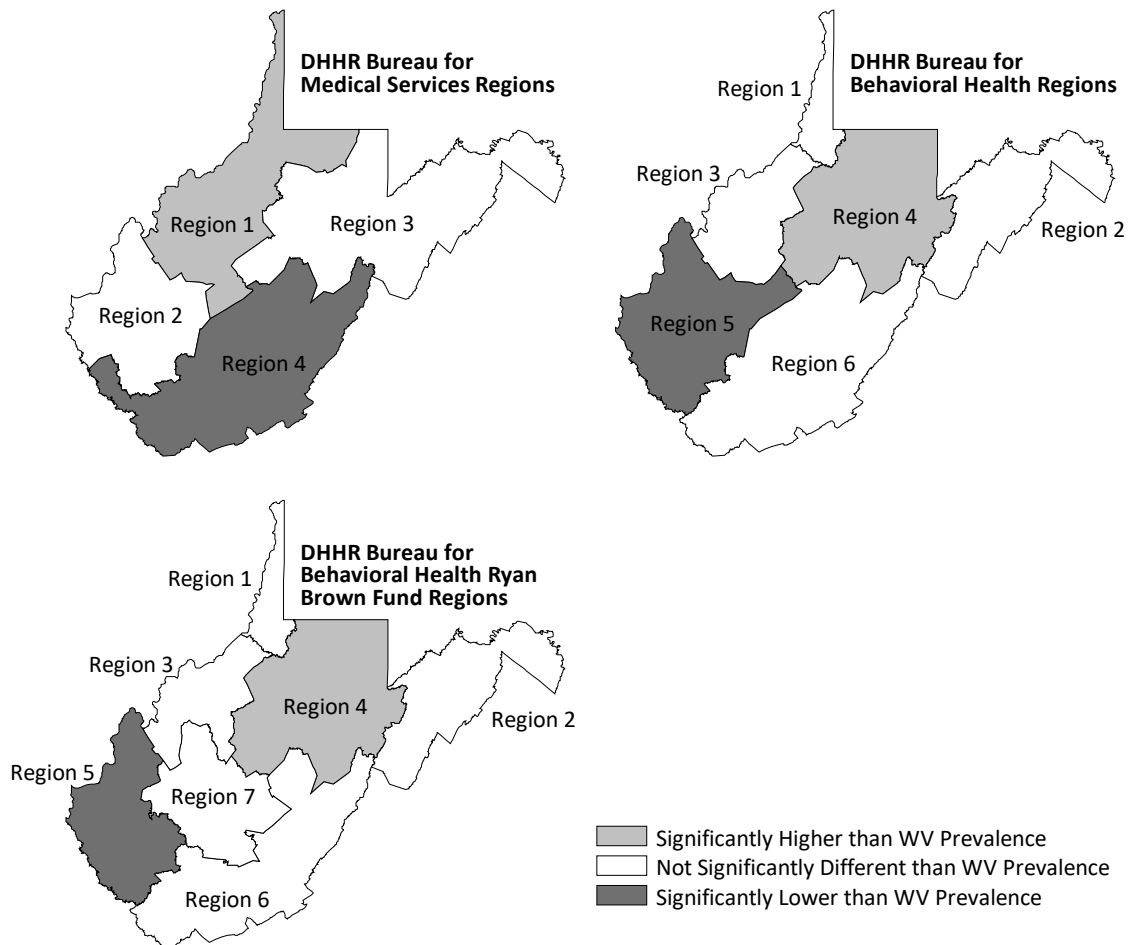 DHHR Bureau for
Medical Services Regions
Region 1
Region 3
Region 2
Region 4
DHHR Bureau for
Behavioral Health Regions
Region 1
Region 3
Region 4
Region 2
Region 5
Region 6
DHHR Bureau for
Behavioral Health Ryan
Brown Fund Regions
Region 1
Region 3
Region 4
Region 2
Region 5
Region 7
Region 6
Significantly Higher than WV Prevalence
Not Significantly Different than WV Prevalence
Significantly Lower than WV Prevalence